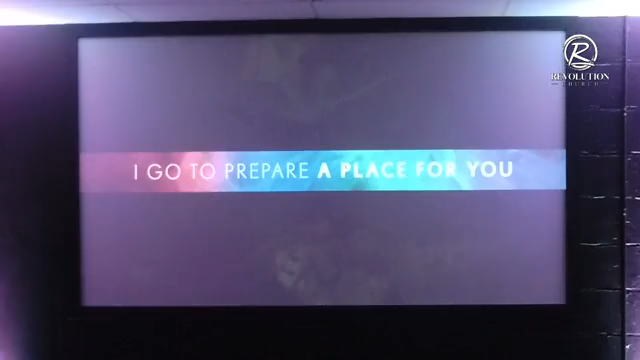 R
REVOLUTION
CHURCH
I GO TO PREPARE A PLACE FOR YOU